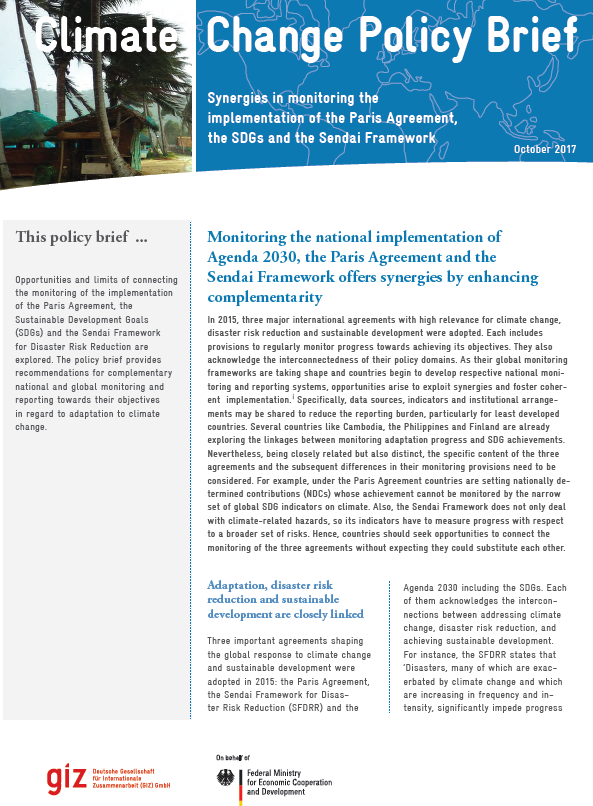 Climate Change Policy Brief
Synergies in monitoring the
implementation of the Paris Agreement,
the SDGs and the Sendai Framework
October 2017
This policy brief ...
Opportunities and limits of connecting
the monitoring of the implementation
of the Paris Agreement, the
Sustainable Development Goals
(SDGs) and the Sendai Framework
for Disaster Risk Reduction are
explored. The policy brief provides
recommendations for complementary
national and global monitoring and
reporting towards their objectives
in regard to adaptation to climate
change.
Monitoring the national implementation of
Agenda 2030, the Paris Agreement and the
Sendai Framework offers synergies by enhancing
complementarity
In 2015, three major international agreements with high relevance for climate change,
disaster risk reduction and sustainable development were adopted. Each includes
provisions to regularly monitor progress towards achieving its objectives. They also
acknowledge the interconnectedness of their policy domains. As their global monitoring
frameworks are taking shape and countries begin to develop respective national moni-
toring and reporting systems, opportunities arise to exploit synergies and foster coher-
ent implementation.i Specifically, data sources, indicators and institutional arrange-
ments may be shared to reduce the reporting burden, particularly for least developed
countries. Several countries like Cambodia, the Philippines and Finland are already
exploring the linkages between monitoring adaptation progress and SDG achievements.
Nevertheless, being closely related but also distinct, the specific content of the three
agreements and the subsequent differences in their monitoring provisions need to be
considered. For example, under the Paris Agreement countries are setting nationally de-
termined contributions (NDCs) whose achievement cannot be monitored by the narrow
set of global SDG indicators on climate. Also, the Sendai Framework does not only deal
with climate-related hazards, so its indicators have to measure progress with respect
to a broader set of risks. Hence, countries should seek opportunities to connect the
monitoring of the three agreements without expecting they could substitute each other.
Adaptation, disaster risk
reduction and sustainable
development are closely linked
Three important agreements shaping
the global response to climate change
and sustainable development were
adopted in 2015: the Paris Agreement,
the Sendai Framework for Disas-
ter Risk Reduction (SFDRR) and the
Agenda 2030 including the SDGs. Each
of them acknowledges the intercon-
nections between addressing climate
change, disaster risk reduction, and
achieving sustainable development.
For instance, the SFDRR states that
'Disasters, many of which are exac-
erbated by climate change and which
are increasing in frequency and in-
tensity, significantly impede progress
giz
Deutsche Gesellschaft
für Internationale
Zusammenarbeit (GIZ) GmbH
On behalf of
Federal Ministry
for Economic Cooperation
and Development